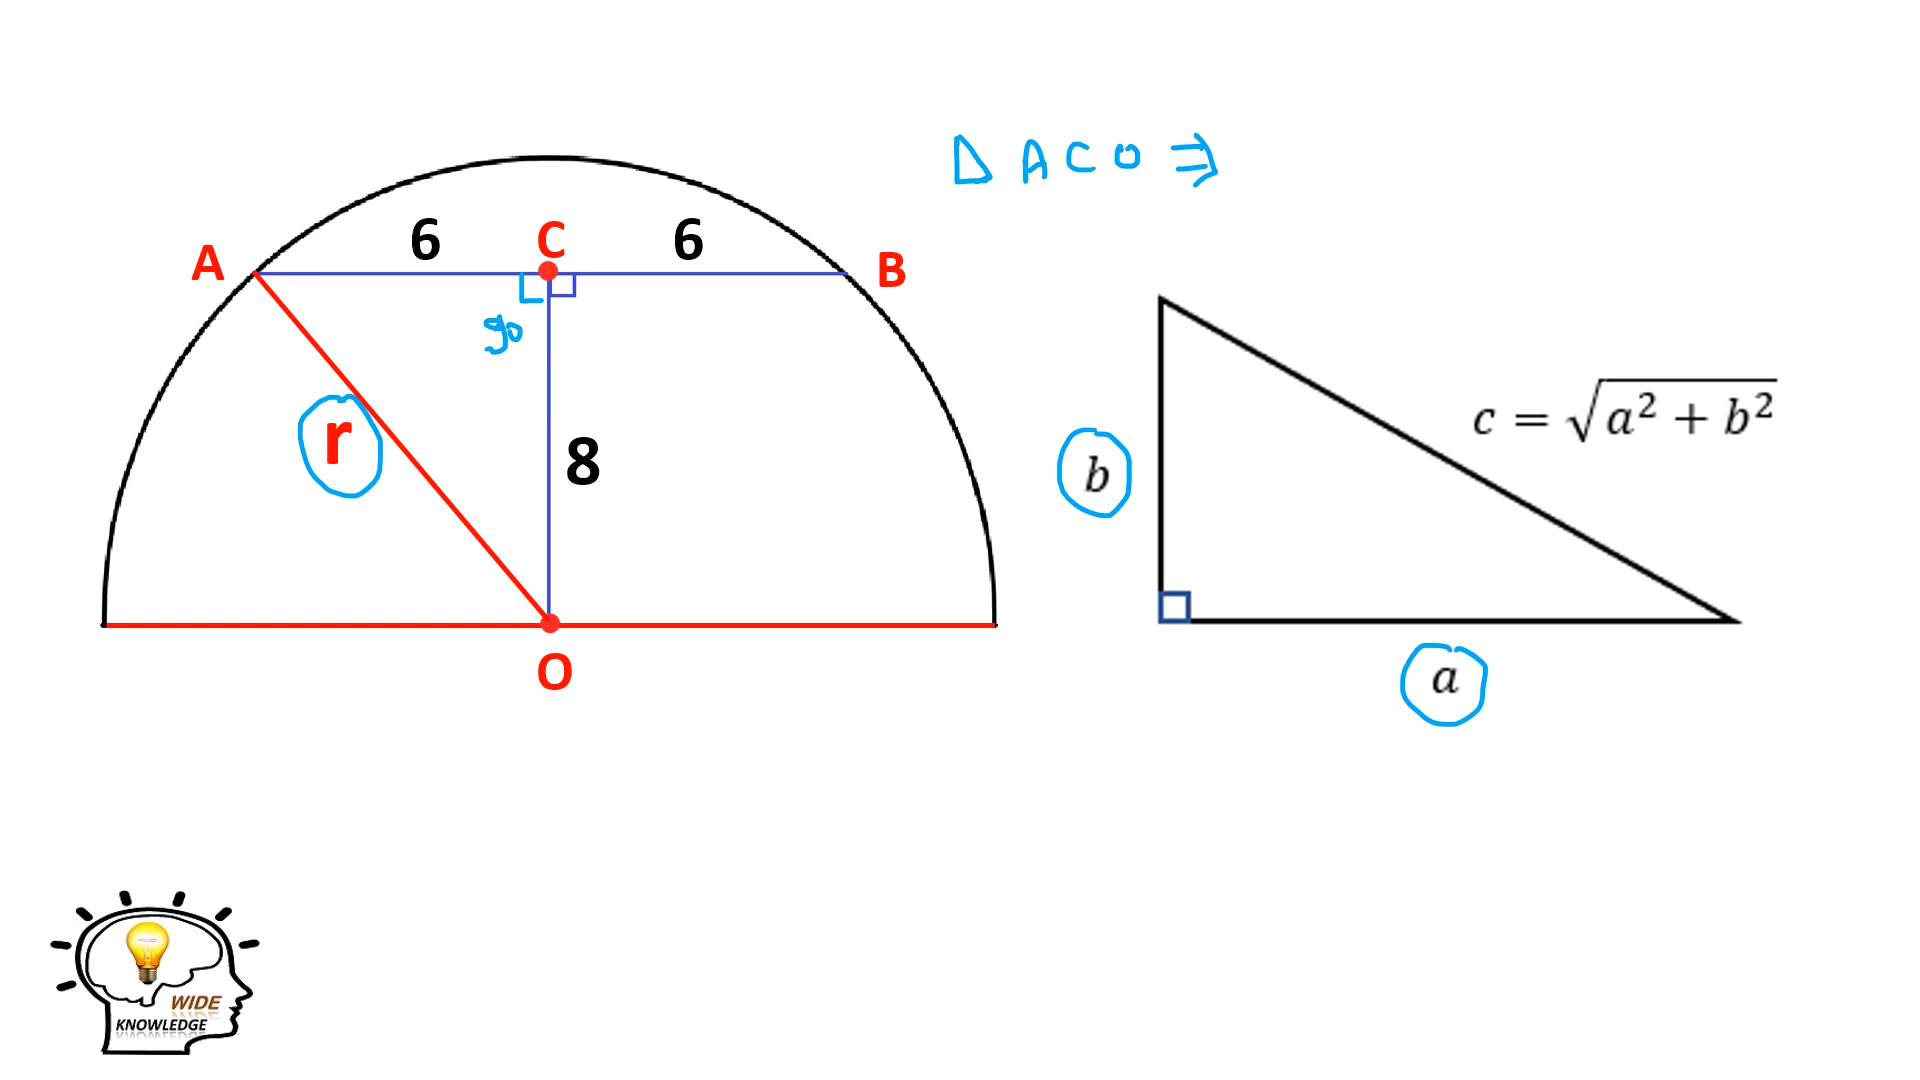 Δ ACO ⇒
6 C 6
A B
90
r
8
O
c = √a² + b²
b
a
WIDE
KNOWLEDGE